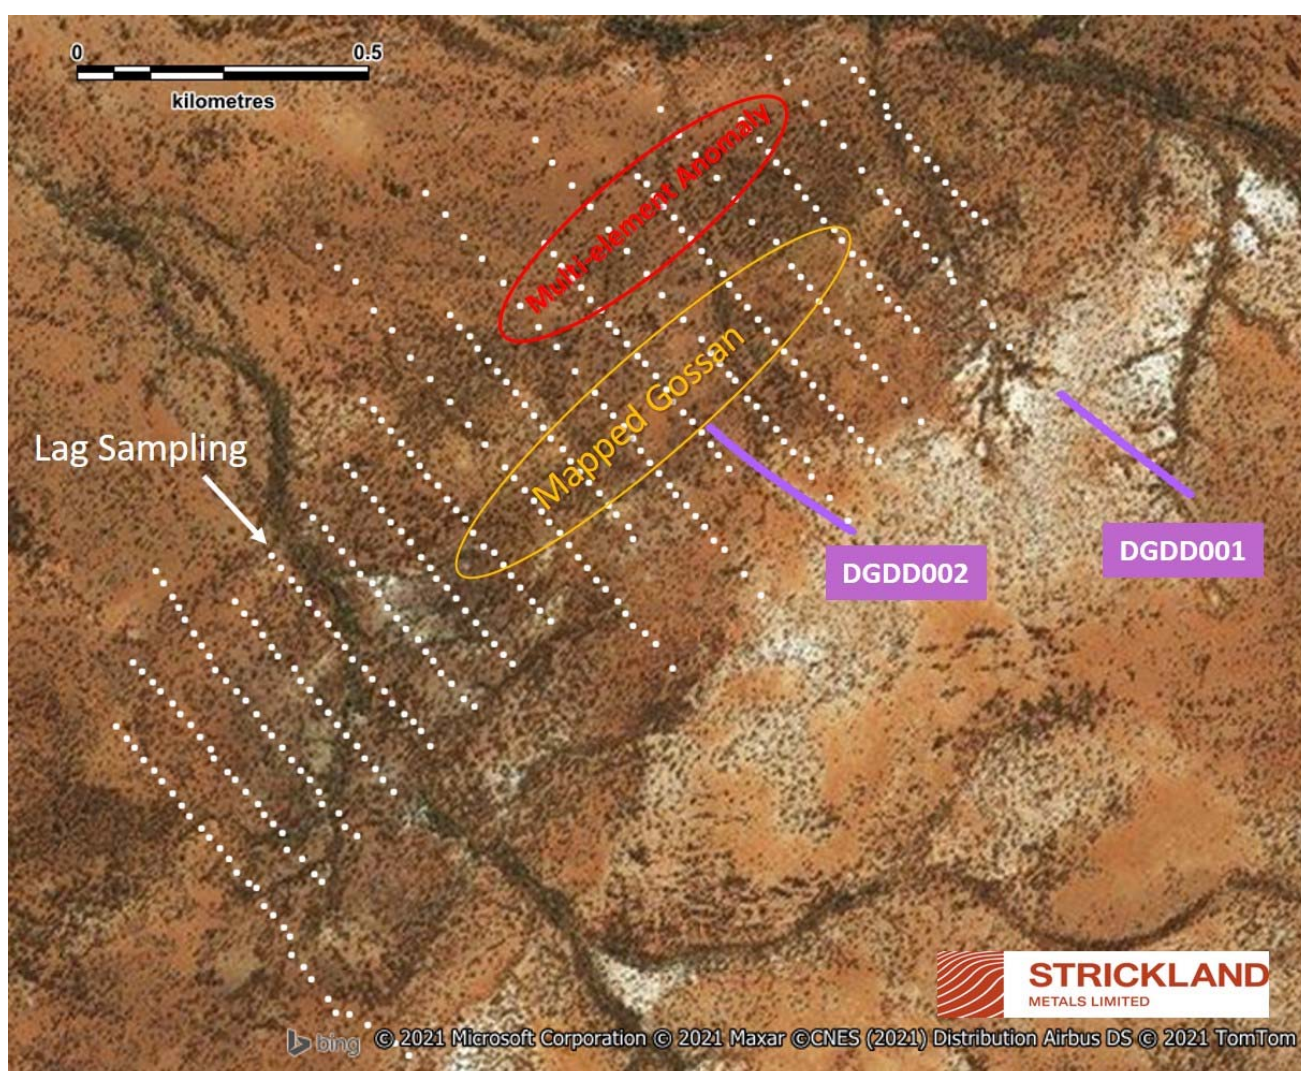 0 0.5
kilometres
Multi-element Anomaly
Mapped Gossan
Lag Sampling
DGDD001
DGDD002
STRICKLAND
METALS LIMITED
bing © 2021 Microsoft Corporation © 2021 Maxar ©CNES (2021) Distribution Airbus DS © 2021 TomTom